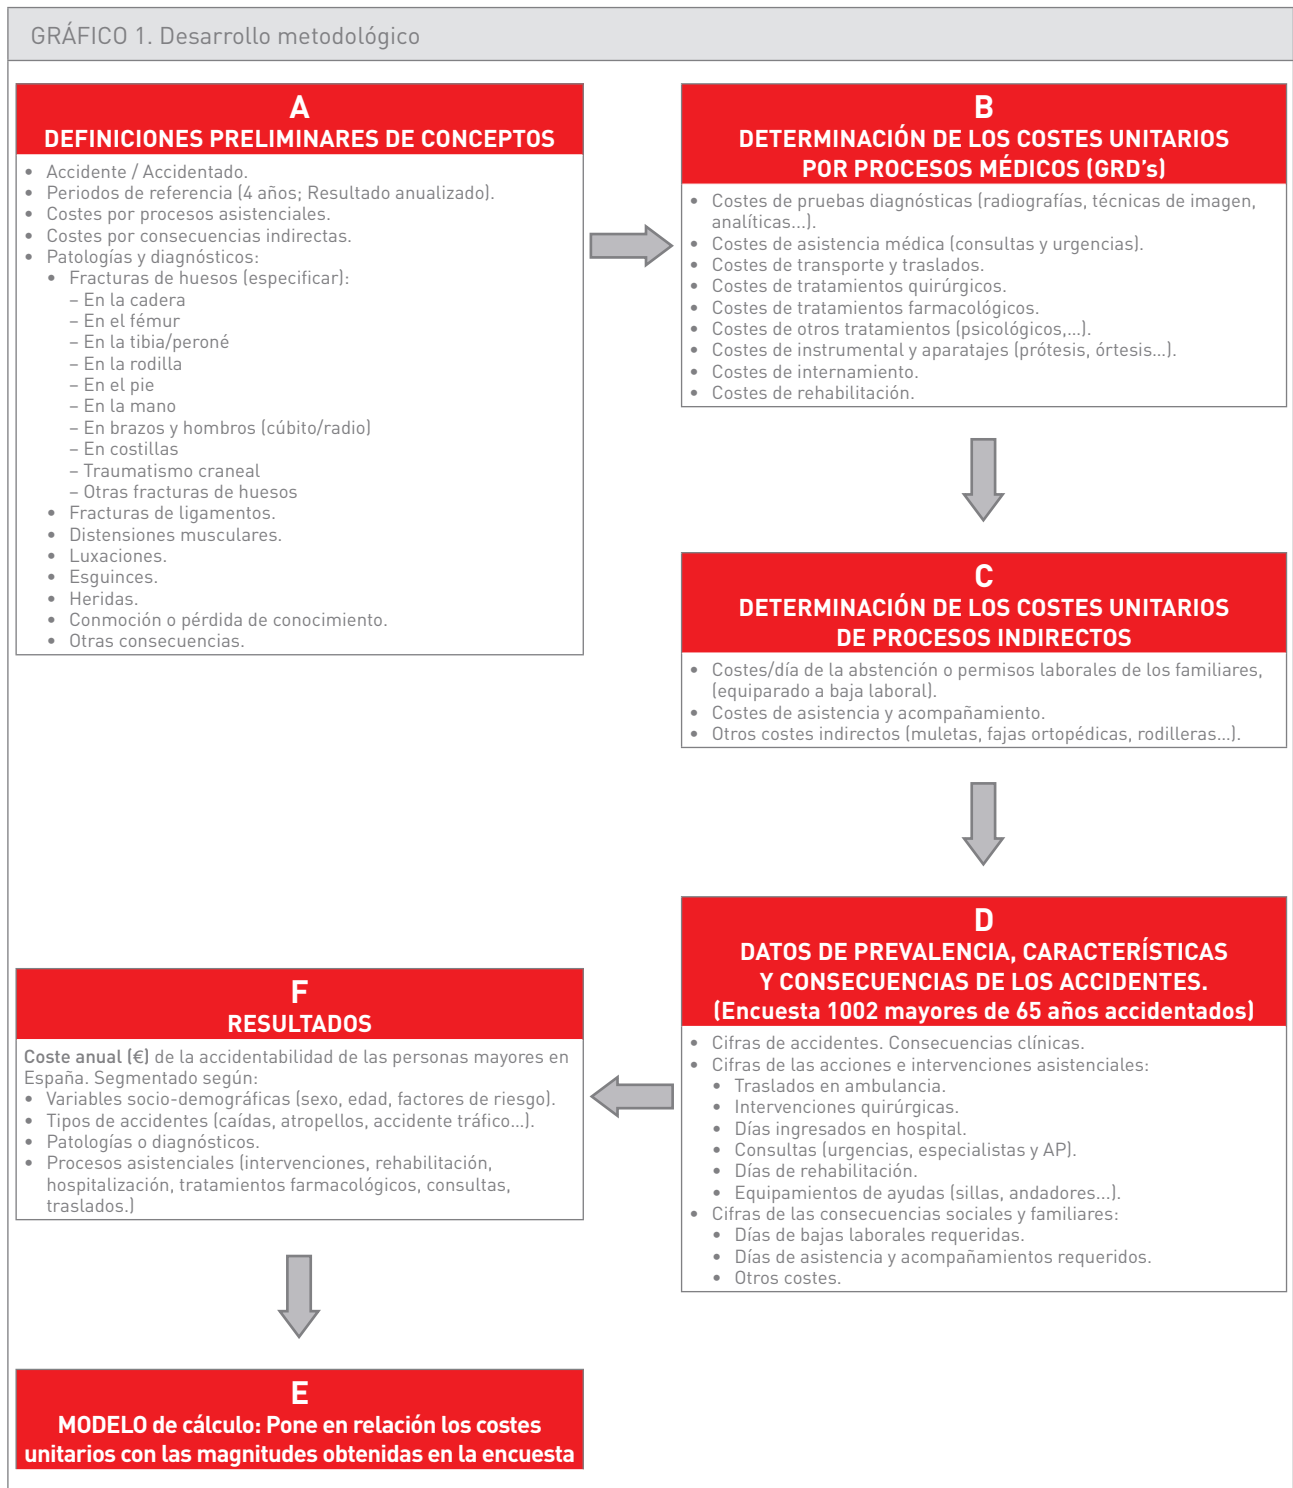 GRÁFICO 1. Desarrollo metodológico
A
DEFINICIONES PRELIMINARES DE CONCEPTOS
• Accidente / Accidentado.
• Periodos de referencia (4 años; Resultado anualizado).
• Costes por procesos asistenciales.
• Costes por consecuencias indirectas.
• Patologías y diagnósticos:
• Fracturas de huesos (especificar):
– En la cadera
– En el fémur
– En la tibia/peroné
– En la rodilla
– En el pie
– En la mano
– En brazos y hombros (cúbito/radio)
– En costillas
– Traumatismo craneal
– Otras fracturas de huesos
• Fracturas de ligamentos.
• Distensiones musculares.
• Luxaciones.
• Esguinces.
• Heridas.
• Conmoción o pérdida de conocimiento.
• Otras consecuencias.
B
DETERMINACIÓN DE LOS COSTES UNITARIOS
POR PROCESOS MÉDICOS (GRD's)
• Costes de pruebas diagnósticas (radiografías, técnicas de imagen,
analíticas...).
• Costes de asistencia médica (consultas y urgencias).
• Costes de transporte y traslados.
• Costes de tratamientos quirúrgicos.
• Costes de tratamientos farmacológicos.
• Costes de otros tratamientos (psicológicos,...).
• Costes de instrumental y aparatajes (prótesis, órtesis...).
• Costes de internamiento.
• Costes de rehabilitación.
C
DETERMINACIÓN DE LOS COSTES UNITARIOS
DE PROCESOS INDIRECTOS
• Costes/día de la abstención o permisos laborales de los familiares,
(equiparado a baja laboral).
• Costes de asistencia y acompañamiento.
• Otros costes indirectos (muletas, fajas ortopédicas, rodilleras...).
D
DATOS DE PREVALENCIA, CARACTERÍSTICAS
Y CONSECUENCIAS DE LOS ACCIDENTES.
(Encuesta 1002 mayores de 65 años accidentados)
• Cifras de accidentes. Consecuencias clínicas.
• Cifras de las acciones e intervenciones asistenciales:
• Traslados en ambulancia.
• Intervenciones quirúrgicas.
• Días ingresados en hospital.
• Consultas (urgencias, especialistas y AP).
• Días de rehabilitación.
• Equipamientos de ayudas (sillas, andadores...).
• Cifras de las consecuencias sociales y familiares:
• Días de bajas laborales requeridas.
• Días de asistencia y acompañamientos requeridos.
• Otros costes.
F
RESULTADOS
Coste anual (€) de la accidentabilidad de las personas mayores en
España. Segmentado según:
• Variables socio-demográficas (sexo, edad, factores de riesgo).
• Tipos de accidentes (caídas, atropellos, accidente tráfico...).
• Patologías o diagnósticos.
• Procesos asistenciales (intervenciones, rehabilitación,
hospitalización, tratamientos farmacológicos, consultas,
traslados.)
E
MODELO de cálculo: Pone en relación los costes
unitarios con las magnitudes obtenidas en la encuesta